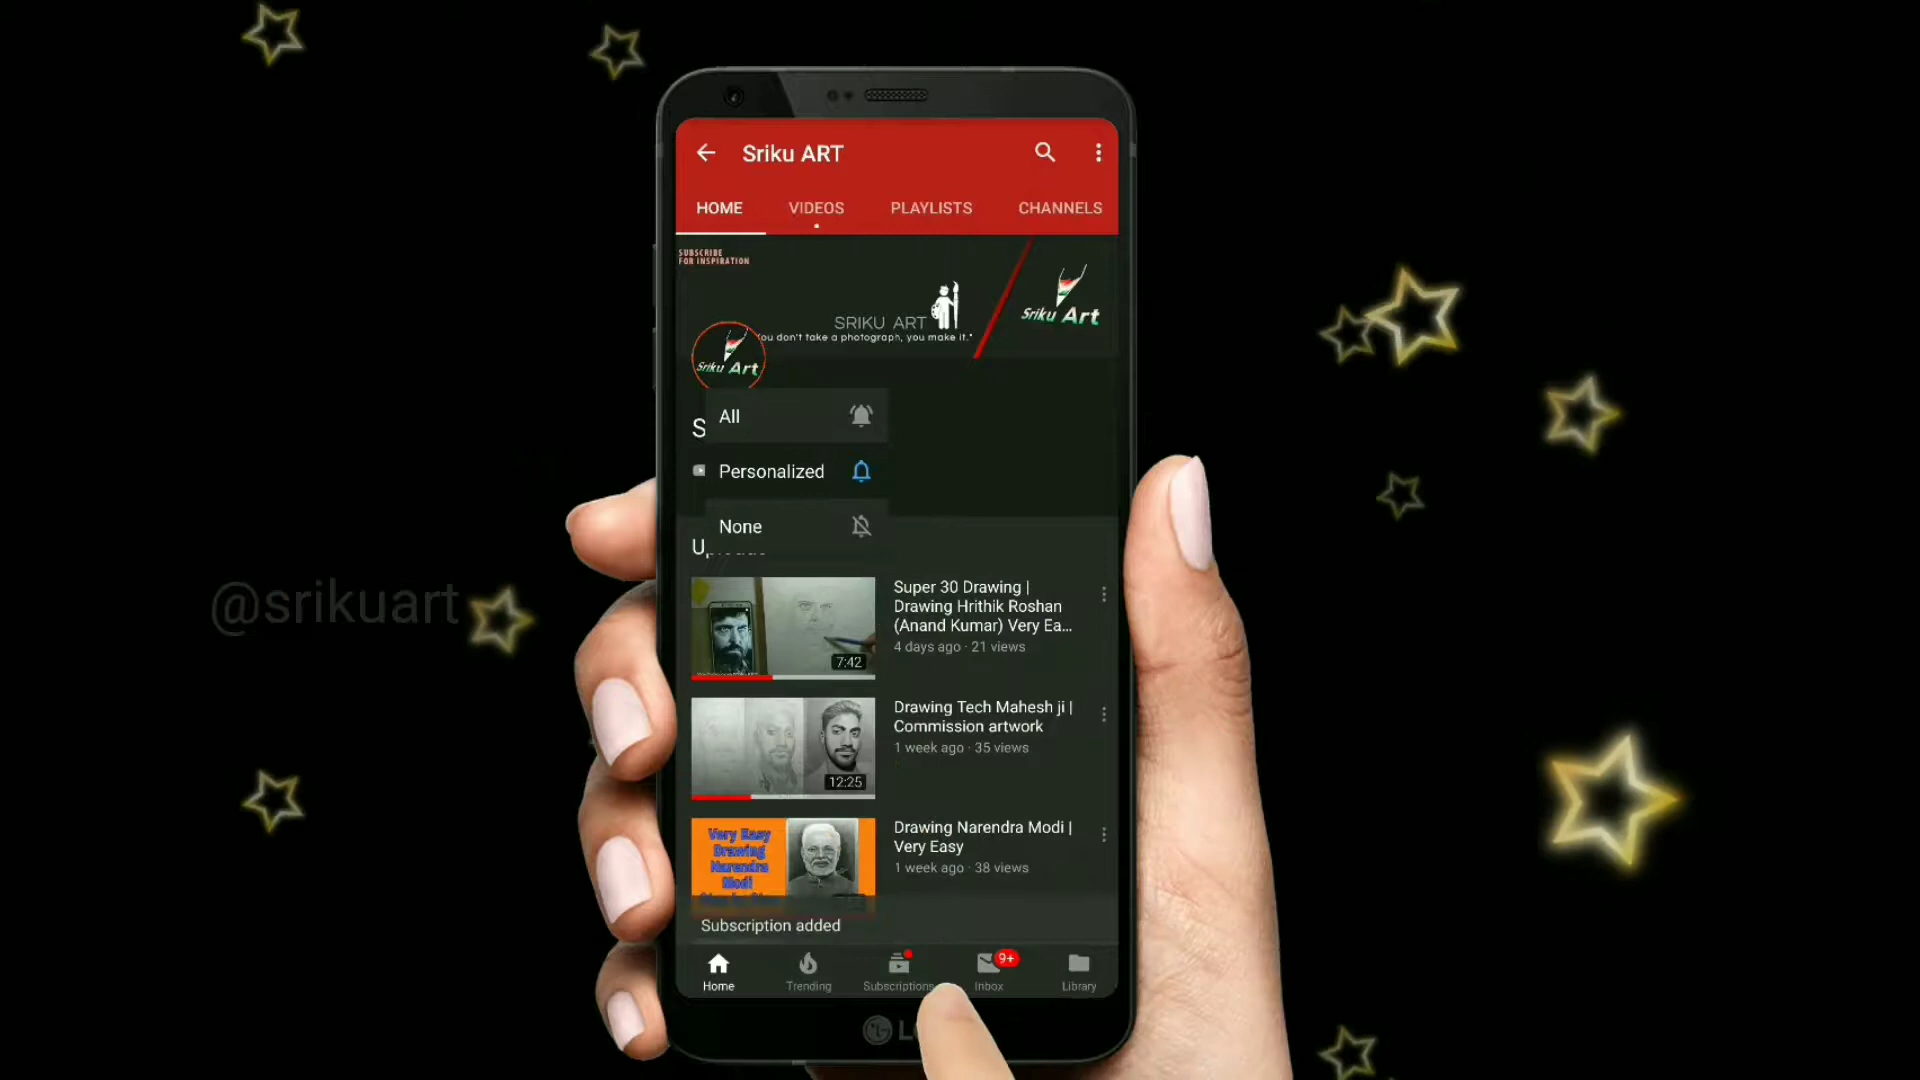 Sriku ART
HOME VIDEOS PLAYLISTS CHANNELS
SUBSCRIBE
FOR INSPIRATION
SRIKU ART
ou don't take a photograph, you make it."
Sriku Art
Sriku Art
All
S
Personalized
None
U
Super 30 Drawing |
Drawing Hrithik Roshan
(Anand Kumar) Very Ea...
4 days ago · 21 views
7:42
Drawing Tech Mahesh ji |
Commission artwork
1 week ago · 35 views
12:25
Very Easy
Drawing
Narendra
Modi
Drawing Narendra Modi |
Very Easy
1 week ago · 38 views
Subscription added
9+
Home Trending Subscriptions Inbox Library
LG
@srikuart